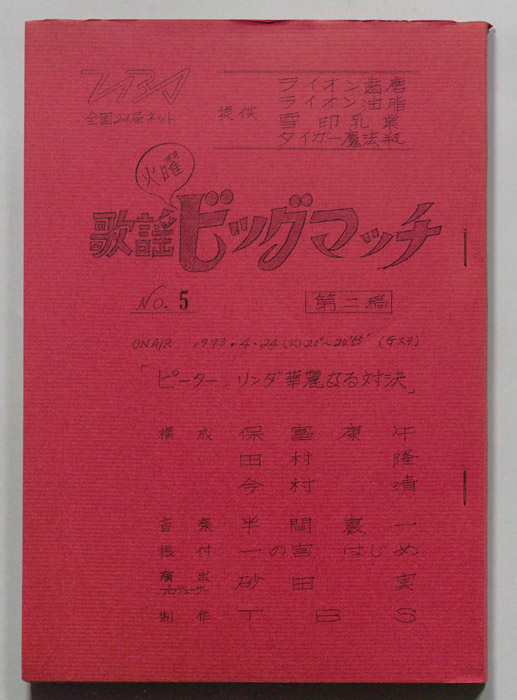 TBS
全国24局ネット
提供
ライオン歯磨
ライオン油脂
雪印乳業
タイガー魔法瓶
火曜
歌謡ビッグマッチ
No. 5
第二稿
ON AIR 1973.4.24(火)20°~20'55"
「ピーター、リンダ華麗なる対決」
構成 保富康午
田村 隆
今村 清
音楽 半間裏一
振付 一の宮はじめ
演出
プロデューサー 砂田 実
制作 TBS